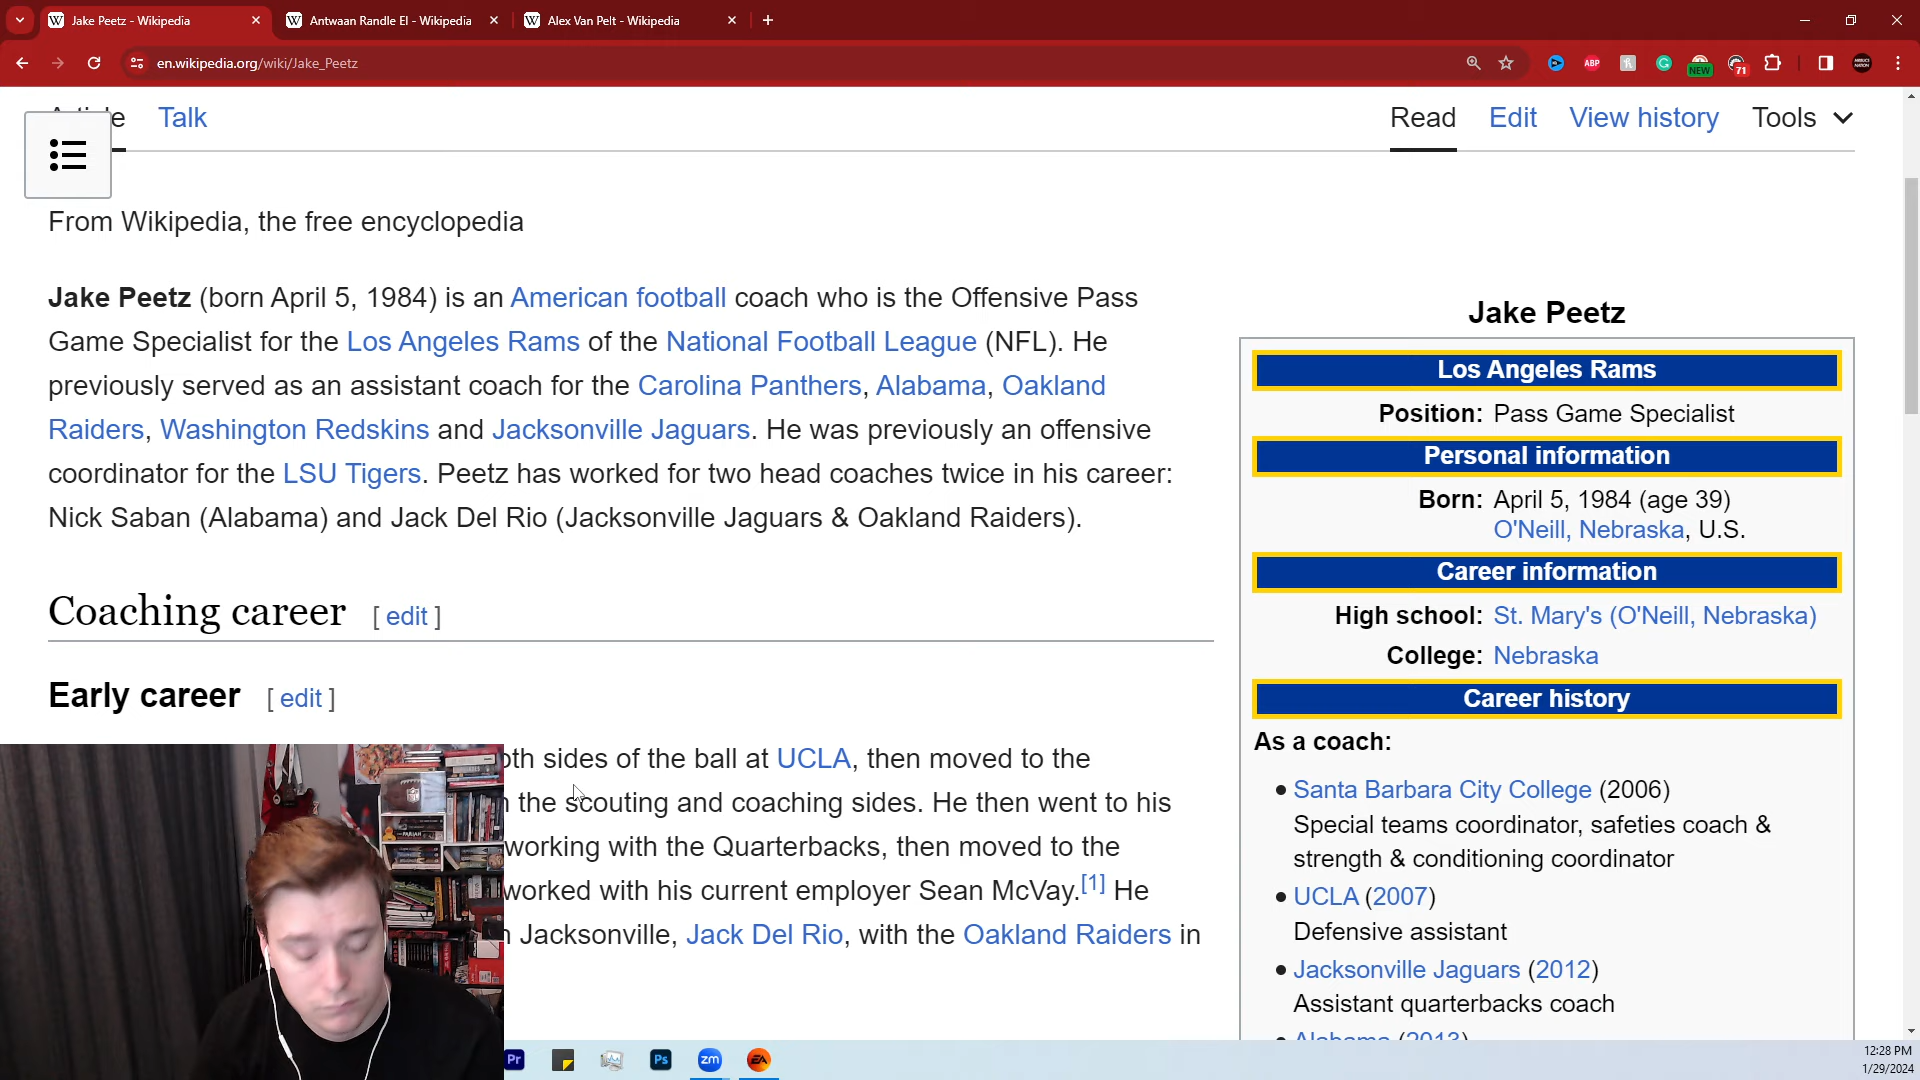 Jake Peetz - Wikipedia
Antwaan Randle El - Wikipedia
Alex Van Pelt - Wikipedia
en.wikipedia.org/wiki/Jake_Peetz
ABP
NEW
71
Article
Talk
Read
Edit
View history
Tools
From Wikipedia, the free encyclopedia
Jake Peetz (born April 5, 1984) is an American football coach who is the Offensive Pass
Game Specialist for the Los Angeles Rams of the National Football League (NFL). He
previously served as an assistant coach for the Carolina Panthers, Alabama, Oakland
Raiders, Washington Redskins and Jacksonville Jaguars. He was previously an offensive
coordinator for the LSU Tigers. Peetz has worked for two head coaches twice in his career:
Nick Saban (Alabama) and Jack Del Rio (Jacksonville Jaguars & Oakland Raiders).
Coaching career [ edit ]
Early career [ edit ]
oth sides of the ball at UCLA, then moved to the
the scouting and coaching sides. He then went to his
working with the Quarterbacks, then moved to the
worked with his current employer Sean McVay.[1] He
Jacksonville, Jack Del Rio, with the Oakland Raiders in
Jake Peetz
Los Angeles Rams
Position: Pass Game Specialist
Personal information
Born: April 5, 1984 (age 39)
O'Neill, Nebraska, U.S.
Career information
High school: St. Mary's (O'Neill, Nebraska)
College: Nebraska
Career history
As a coach:
Santa Barbara City College (2006)
Special teams coordinator, safeties coach &
strength & conditioning coordinator
UCLA (2007)
Defensive assistant
Jacksonville Jaguars (2012)
Assistant quarterbacks coach
Alabama (2013)
Pr
Ps
zm
EA
12:28 PM
1/29/2024